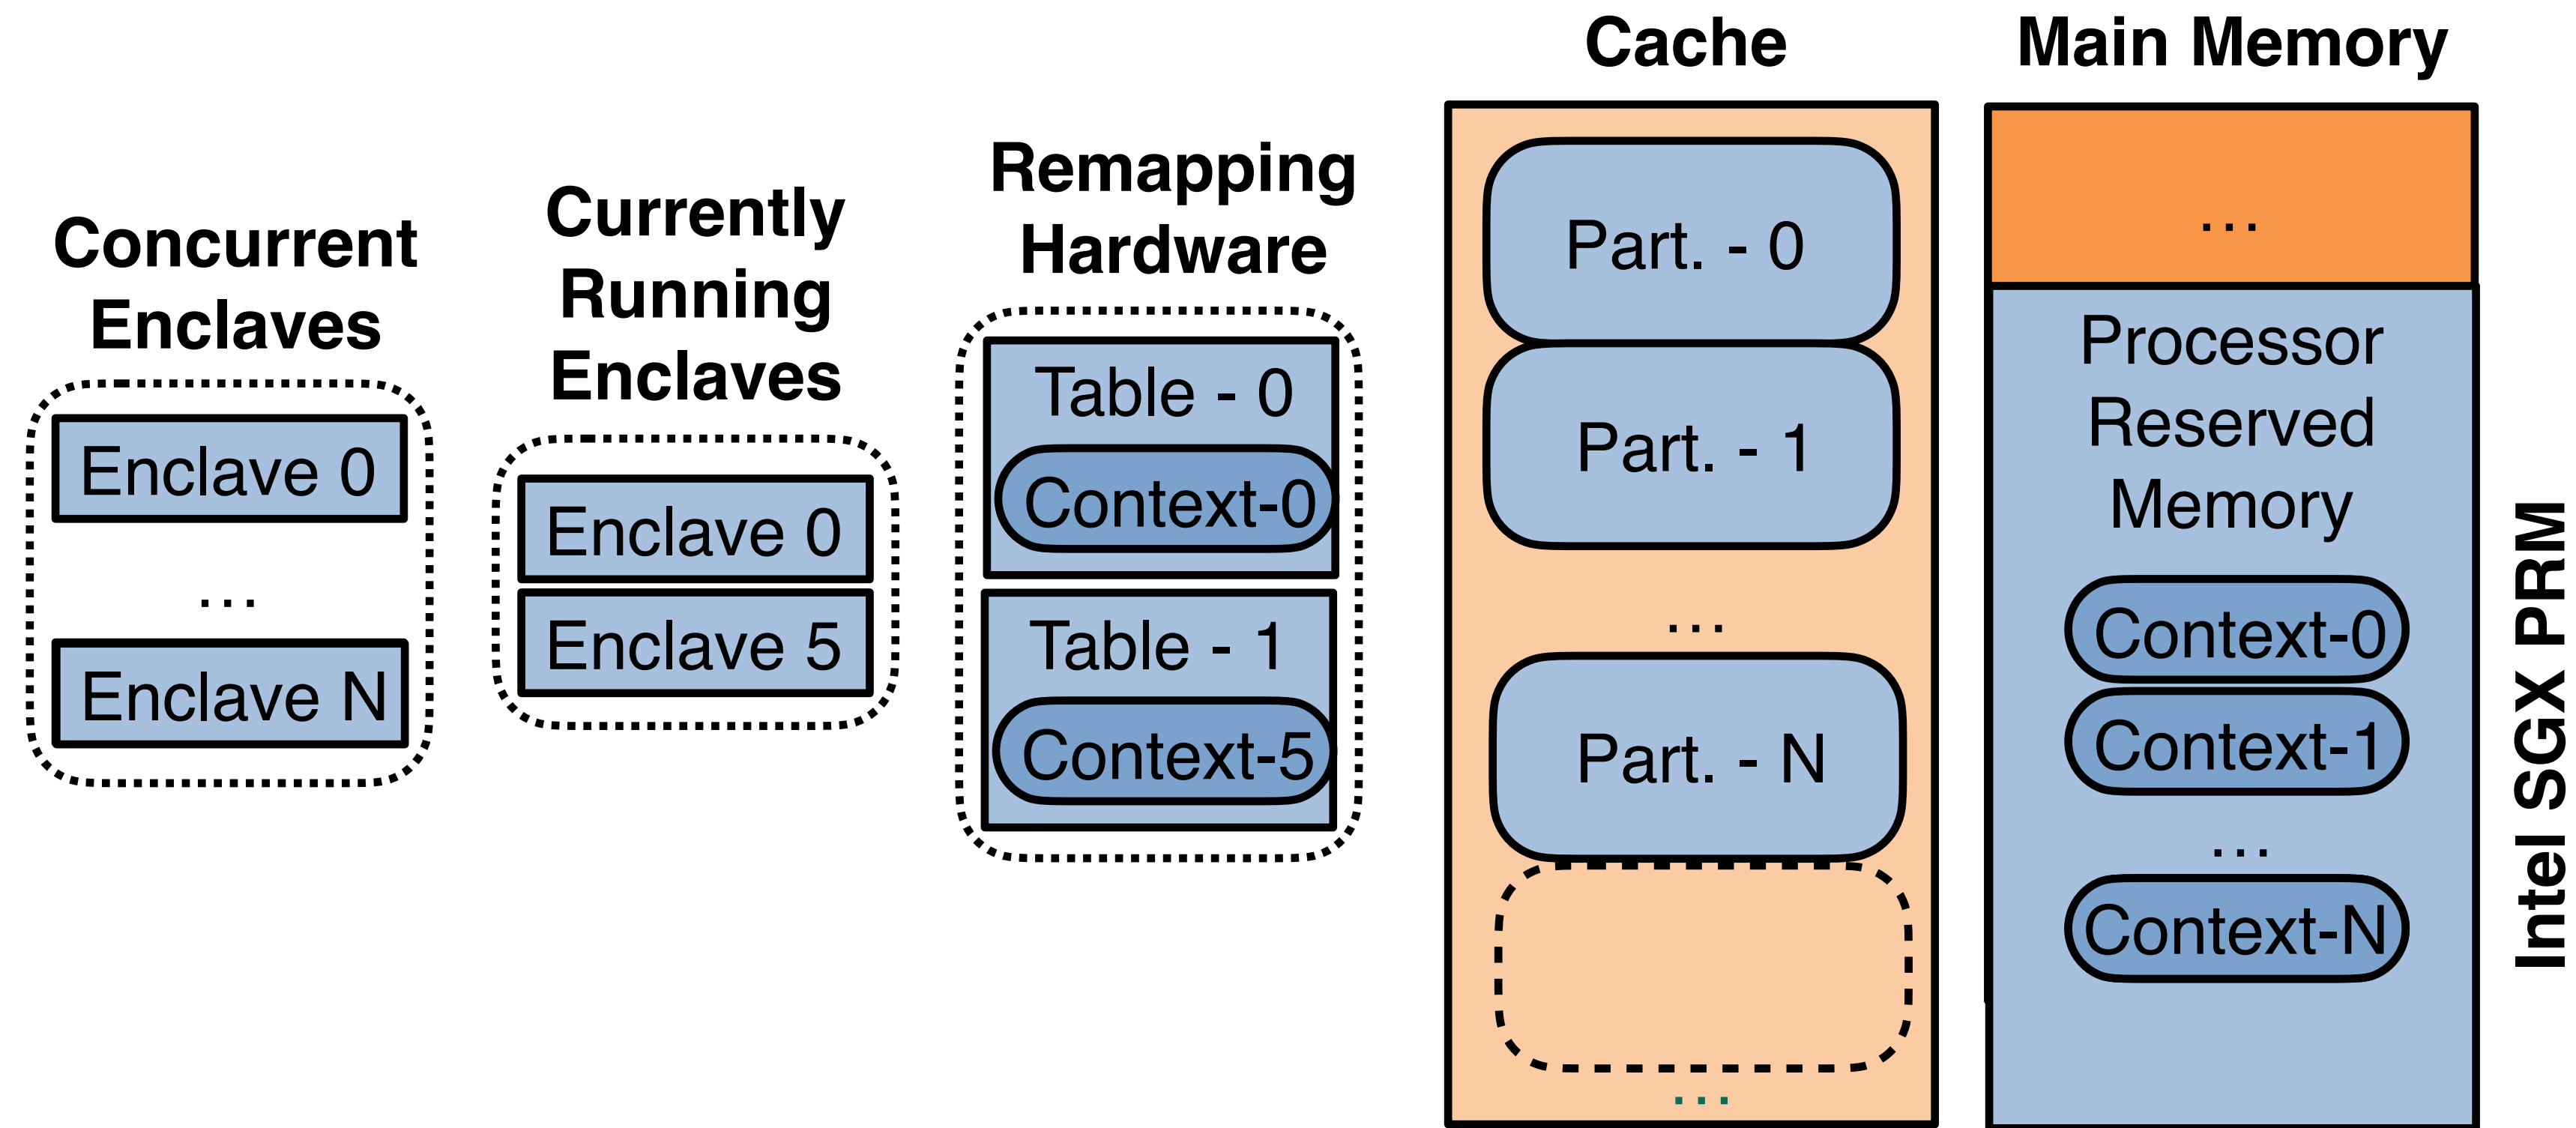 Concurrent
Enclaves
Enclave 0
...
Enclave N
Currently
Running
Enclaves
Enclave 0
Enclave 5
Remapping
Hardware
Table - 0
Context-0
Table - 1
Context-5
Cache
Part. - 0
Part. - 1
...
Part. - N
...
Main Memory
...
Processor
Reserved
Memory
Context-0
Context-1
...
Context-N
Intel SGX PRM